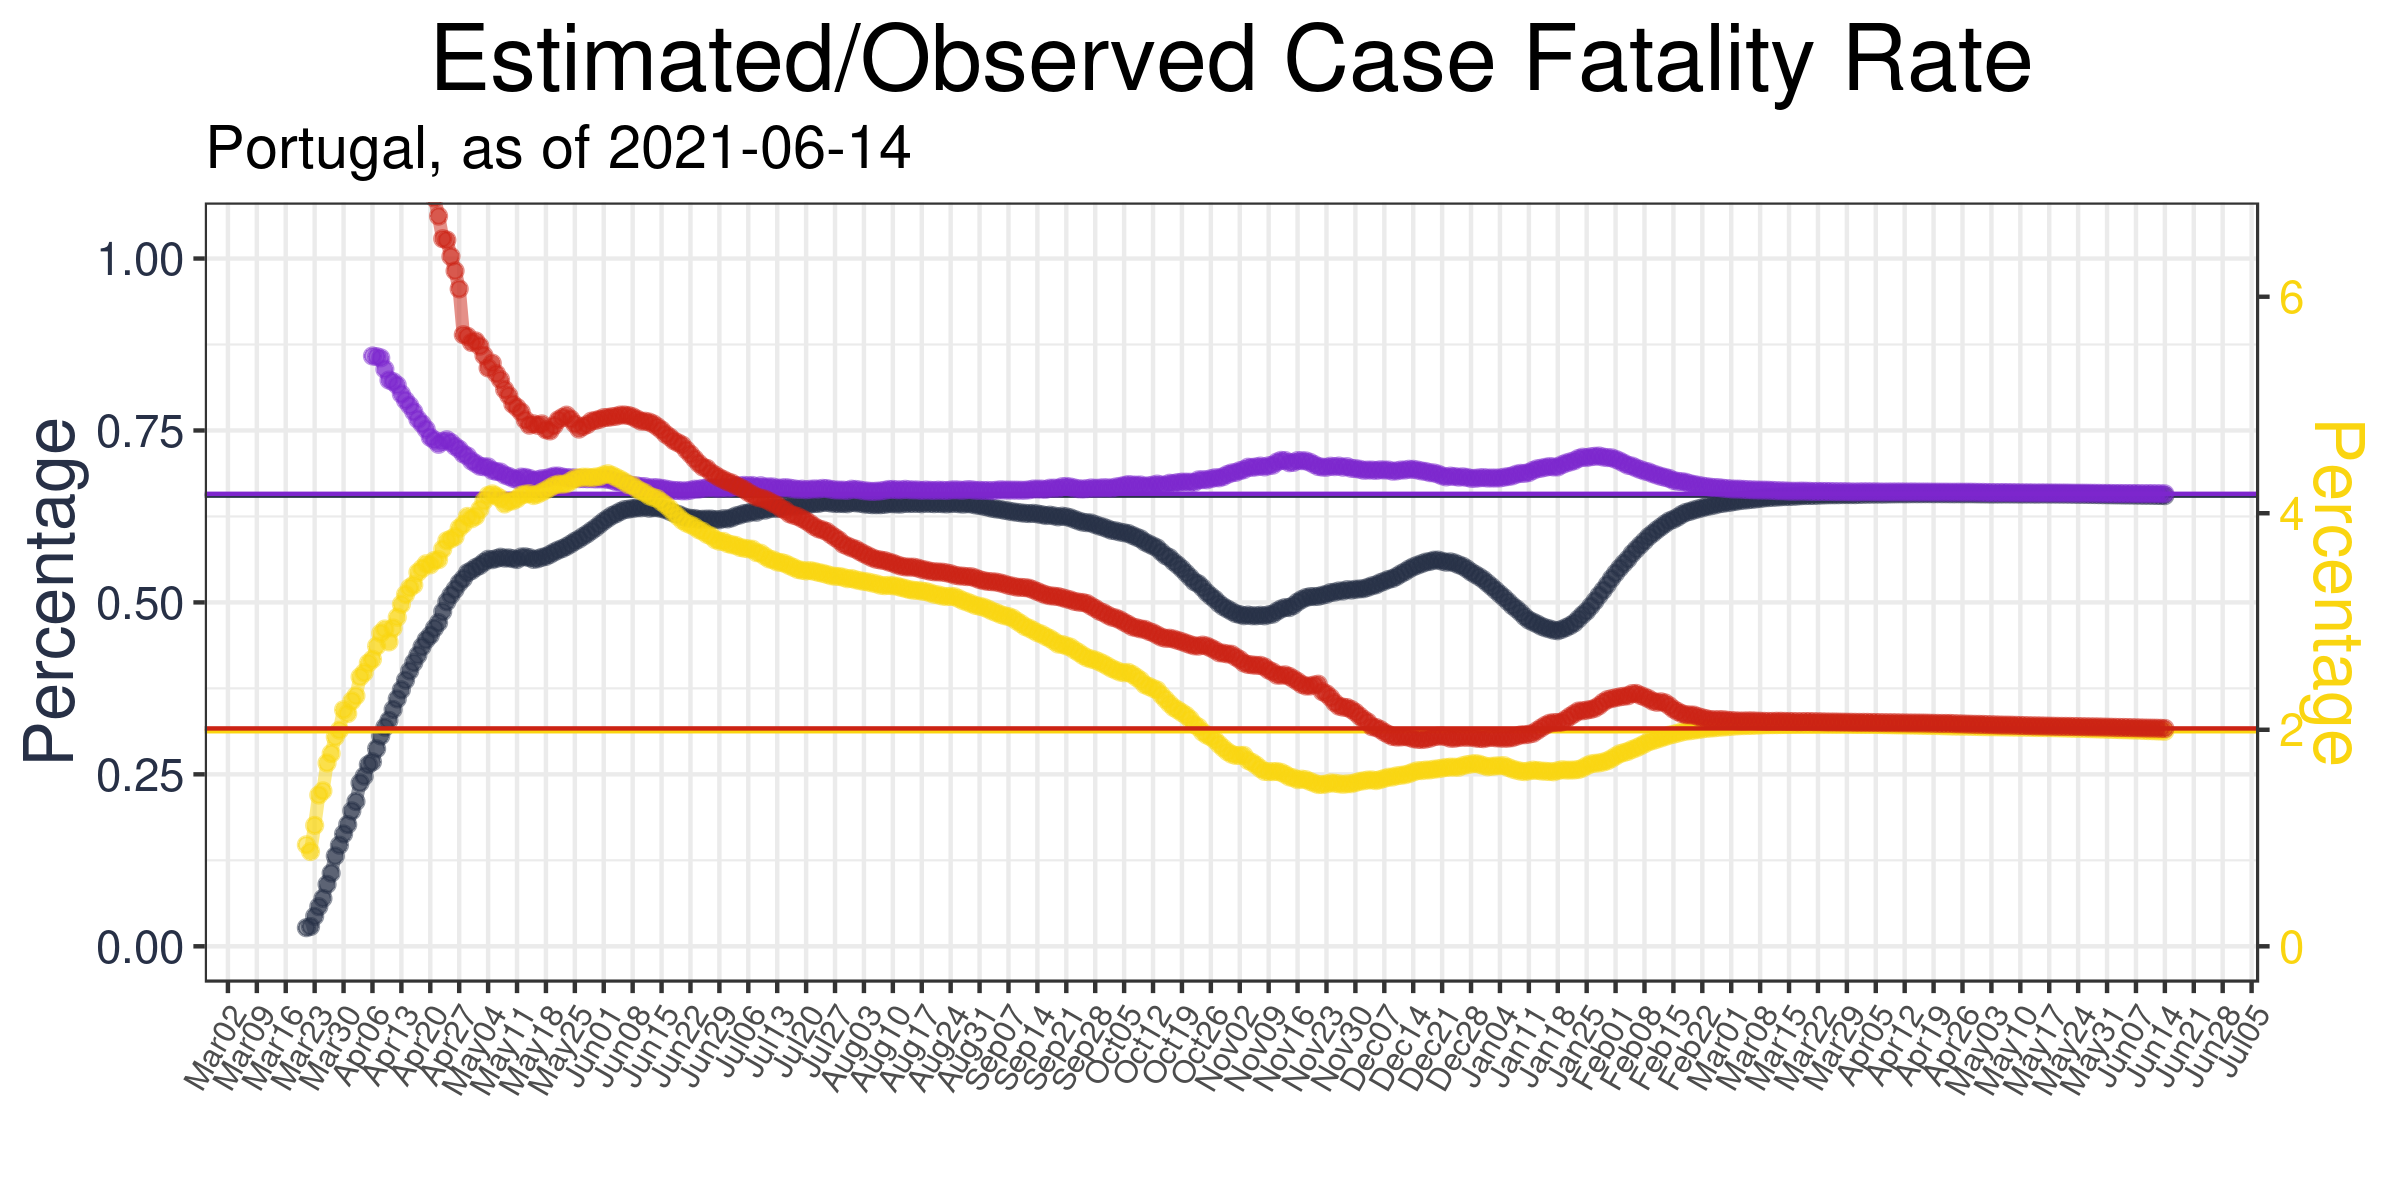 Estimated/Observed Case Fatality Rate
Portugal, as of 2021-06-14
Percentage
1.00
0.75
0.50
0.25
0.00
6
4
2
0
Percentage
Mar02 Mar09 Mar16 Mar23 Mar30 Apr06 Apr13 Apr20 Apr27 May04 May11 May18 May25 Jun01 Jun08 Jun15 Jun22 Jun29 Jul06 Jul13 Jul20 Jul27 Aug03 Aug10 Aug17 Aug24 Aug31 Sep07 Sep14 Sep21 Sep28 Oct05 Oct12 Oct19 Oct26 Nov02 Nov09 Nov16 Nov23 Nov30 Dec07 Dec14 Dec21 Dec28 Jan04 Jan11 Jan18 Jan25 Feb01 Feb08 Feb15 Feb22 Mar01 Mar08 Mar15 Mar22 Mar29 Apr05 Apr12 Apr19 Apr26 May03 May10 May17 May24 May31 Jun07 Jun14 Jun21 Jun28 Jul05